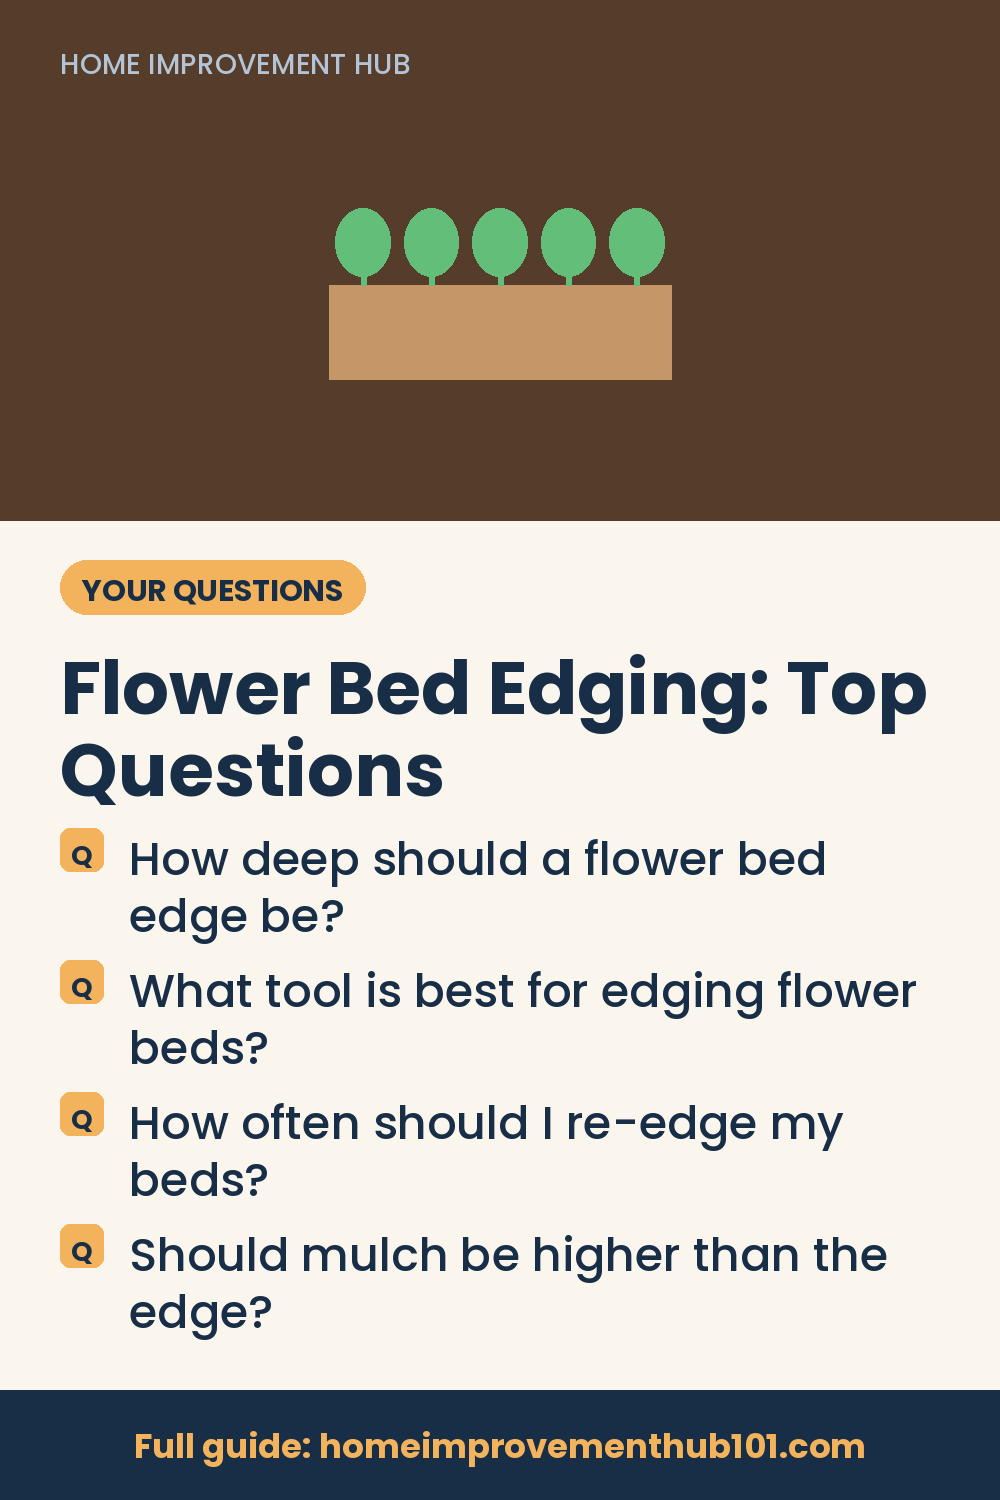 HOME IMPROVEMENT HUB
YOUR QUESTIONS
Flower Bed Edging: Top
Questions
Q How deep should a flower bed
edge be?
Q What tool is best for edging flower
beds?
Q How often should I re-edge my
beds?
Q Should mulch be higher than the
edge?
Full guide: homeimprovementhub101.com